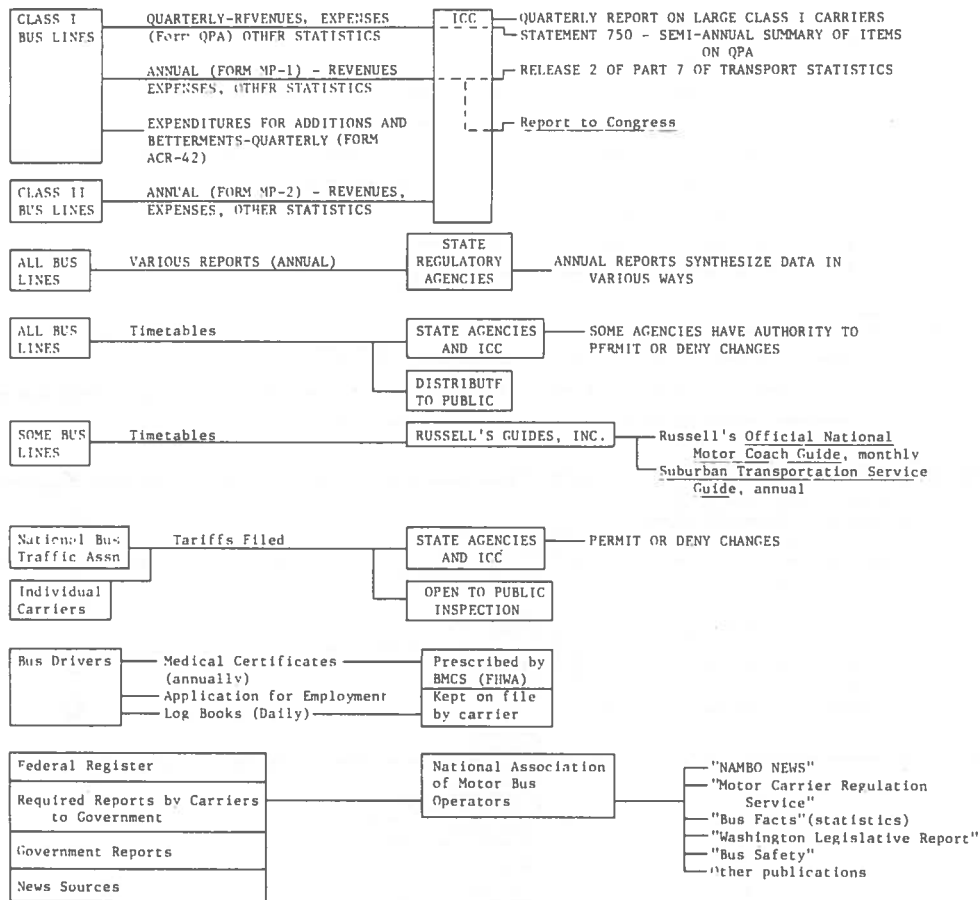 CLASS I
BUS LINES
QUARTERLY-REVENUES, EXPENSES
(Form QPA) OTHER STATISTICS
ANNUAL (FORM MP-1) - REVENUES
EXPENSES, OTHER STATISTICS
EXPENDITURES FOR ADDITIONS AND
BETTERMENTS-QUARTERLY (FORM
ACR-42)
ICC
QUARTERLY REPORT ON LARGE CLASS I CARRIERS
STATEMENT 750 - SEMI-ANNUAL SUMMARY OF ITEMS
ON QPA
RELEASE 2 OF PART 7 OF TRANSPORT STATISTICS
Report to Congress
CLASS II
BUS LINES
ANNUAL (FORM MP-2) - REVENUES,
EXPENSES, OTHER STATISTICS
ALL BUS
LINES
VARIOUS REPORTS (ANNUAL)
STATE
REGULATORY
AGENCIES
ANNUAL REPORTS SYNTHESIZE DATA IN
VARIOUS WAYS
ALL BUS
LINES
Timetables
STATE AGENCIES
AND ICC
SOME AGENCIES HAVE AUTHORITY TO
PERMIT OR DENY CHANGES
DISTRIBUTE
TO PUBLIC
SOME BUS
LINES
Timetables
RUSSELL'S GUIDES, INC.
Russell's Official National
Motor Coach Guide, monthly
Suburban Transportation Service
Guide, annual
National Bus
Traffic Assn
Tariffs Filed
STATE AGENCIES
AND ICC
PERMIT OR DENY CHANGES
Individual
Carriers
OPEN TO PUBLIC
INSPECTION
Bus Drivers
Medical Certificates
(annually)
Application for Employment
Log Books (Daily)
Prescribed by
BMCS (FHWA)
Kept on file
by carrier
Federal Register
Required Reports by Carriers
to Government
Government Reports
News Sources
National Association
of Motor Bus
Operators
"NAMBO NEWS"
"Motor Carrier Regulation
Service"
"Bus Facts"(statistics)
"Washington Legislative Report"
"Bus Safety"
Other publications